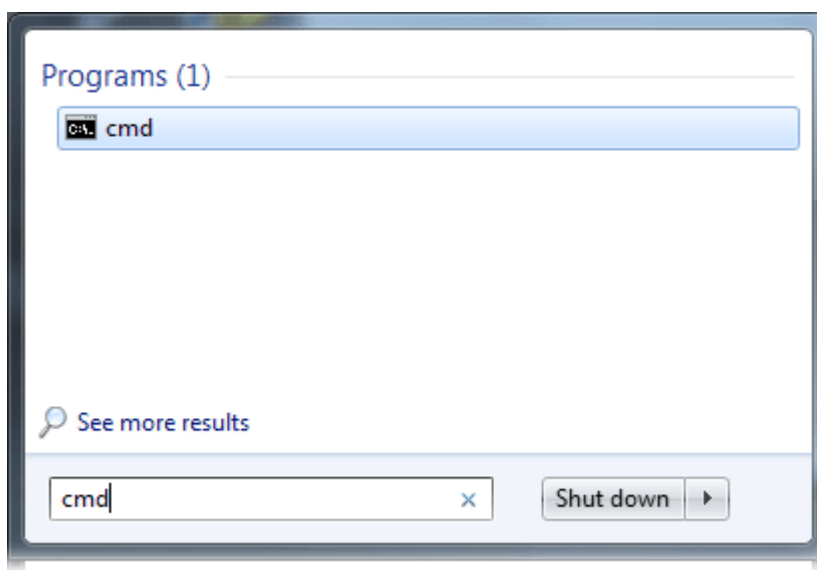 Programs (1)
C:\. cmd
See more results
cmd
Shut down